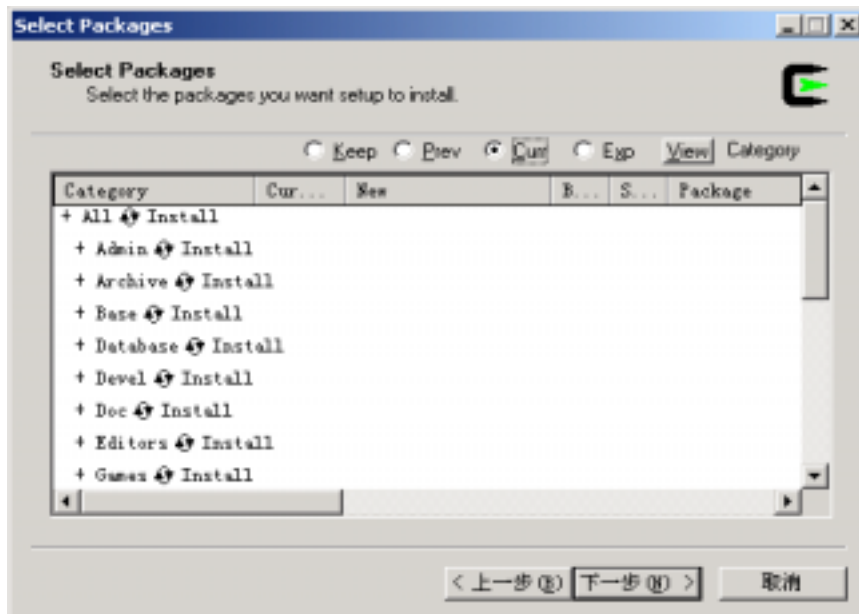 Select Packages
Select Packages
Select the packages you want setup to install.
Keep Prev Curr Exp View Category
Category Cur... New B... S... Package
+ All Install
+ Admin Install
+ Archive Install
+ Base Install
+ Database Install
+ Devel Install
+ Doc Install
+ Editors Install
+ Games Install
< 上一步(B) 下一步(N) > 取消